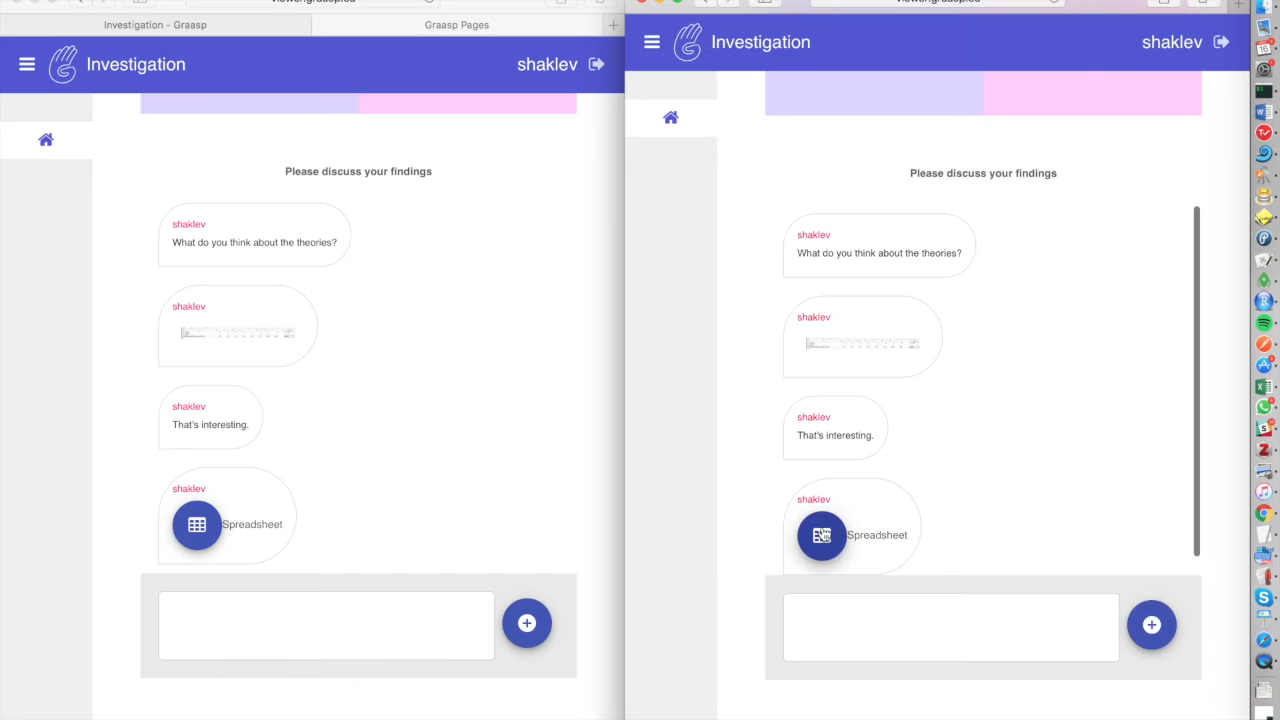 Investigation - Graasp
Graasp Pages
Investigation
shaklev
Please discuss your findings
shaklev
What do you think about the theories?
shaklev
shaklev
That's interesting.
shaklev
Spreadsheet
Investigation
shaklev
Please discuss your findings
shaklev
What do you think about the theories?
shaklev
shaklev
That's interesting.
shaklev
Spreadsheet